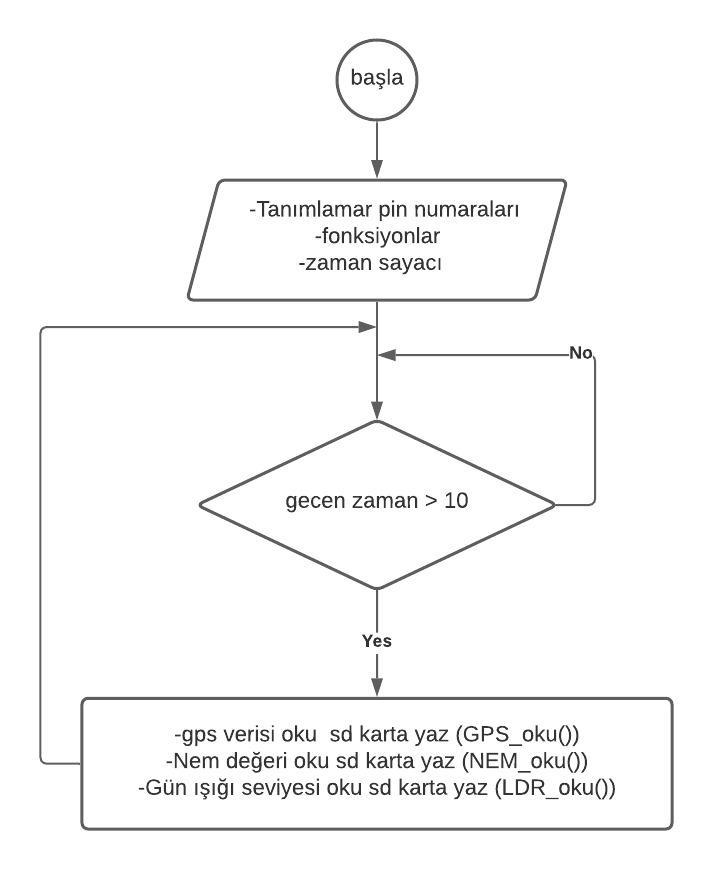 başla
-Tanımlamar pin numaraları
-fonksiyonlar
-zaman sayacı
No
gecen zaman > 10
Yes
-gps verisi oku  sd karta yaz (GPS_oku())
-Nem değeri oku sd karta yaz (NEM_oku())
-Gün ışığı seviyesi oku sd karta yaz (LDR_oku())